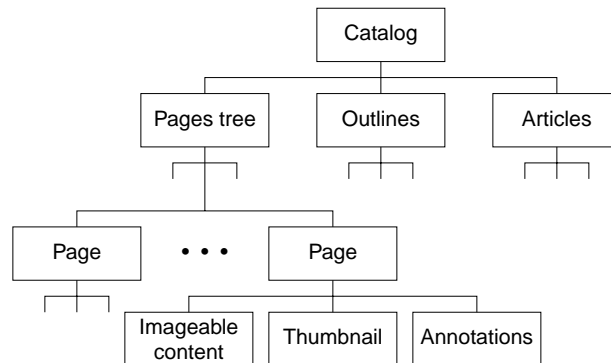 Catalog
Pages tree
Outlines
Articles
Page
• • •
Page
Imageable
content
Thumbnail
Annotations